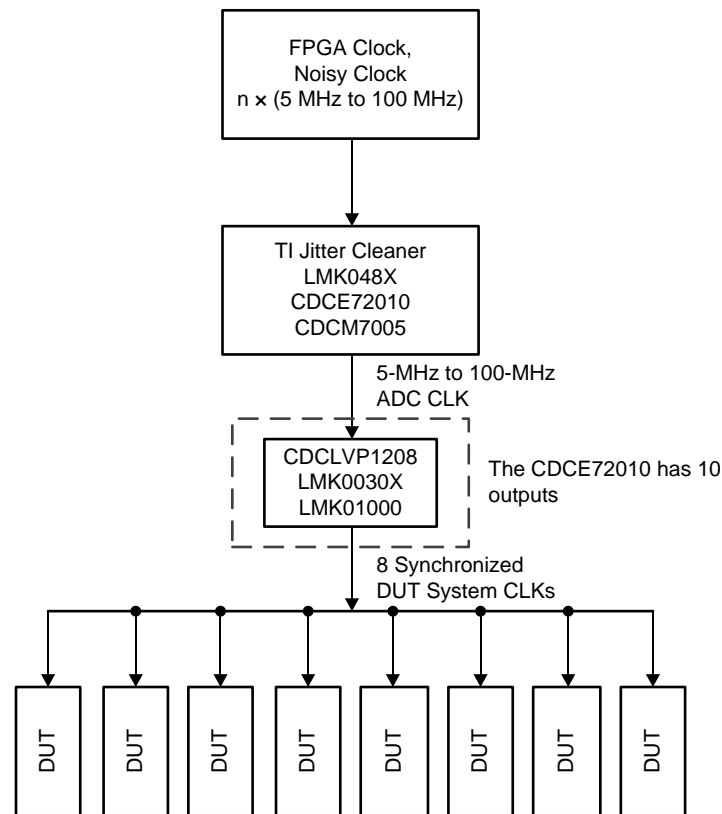 FPGA Clock,
Noisy Clock
n × (5 MHz to 100 MHz)
TI Jitter Cleaner
LMK048X
CDCE72010
CDCM7005
5-MHz to 100-MHz
ADC CLK
CDCLVP1208
LMK0030X
LMK01000
The CDCE72010 has 10
outputs
8 Synchronized
DUT System CLKs
DUT
DUT
DUT
DUT
DUT
DUT
DUT
DUT